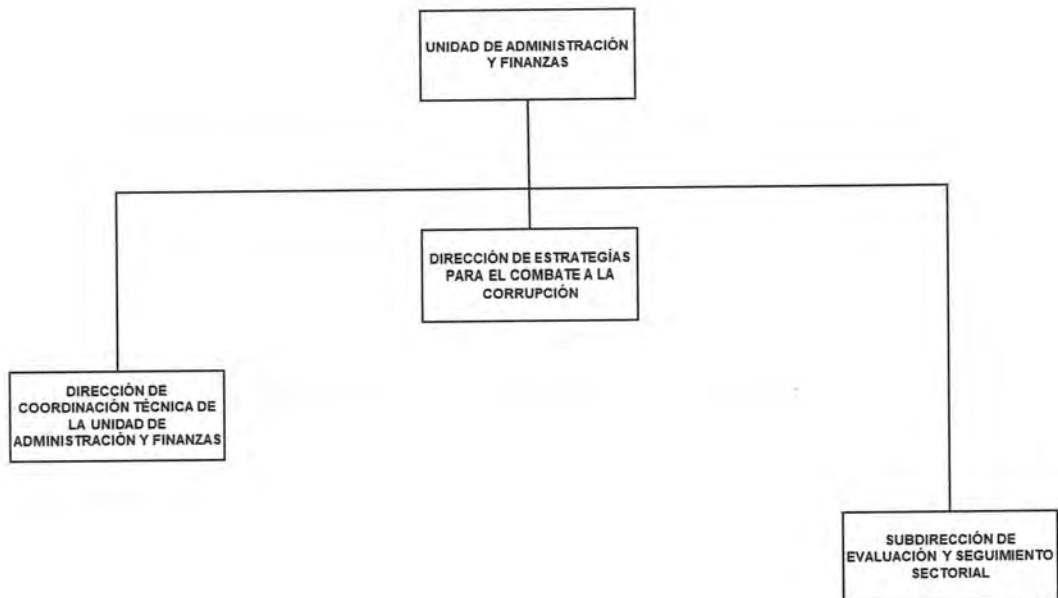 UNIDAD DE ADMINISTRACIÓN
Y FINANZAS
DIRECCIÓN DE ESTRATEGÍAS
PARA EL COMBATE A LA
CORRUPCIÓN
DIRECCIÓN DE
COORDINACIÓN TÉCNICA DE
LA UNIDAD DE
ADMINISTRACIÓN Y FINANZAS
SUBDIRECCIÓN DE
EVALUACIÓN Y SEGUIMIENTO
SECTORIAL